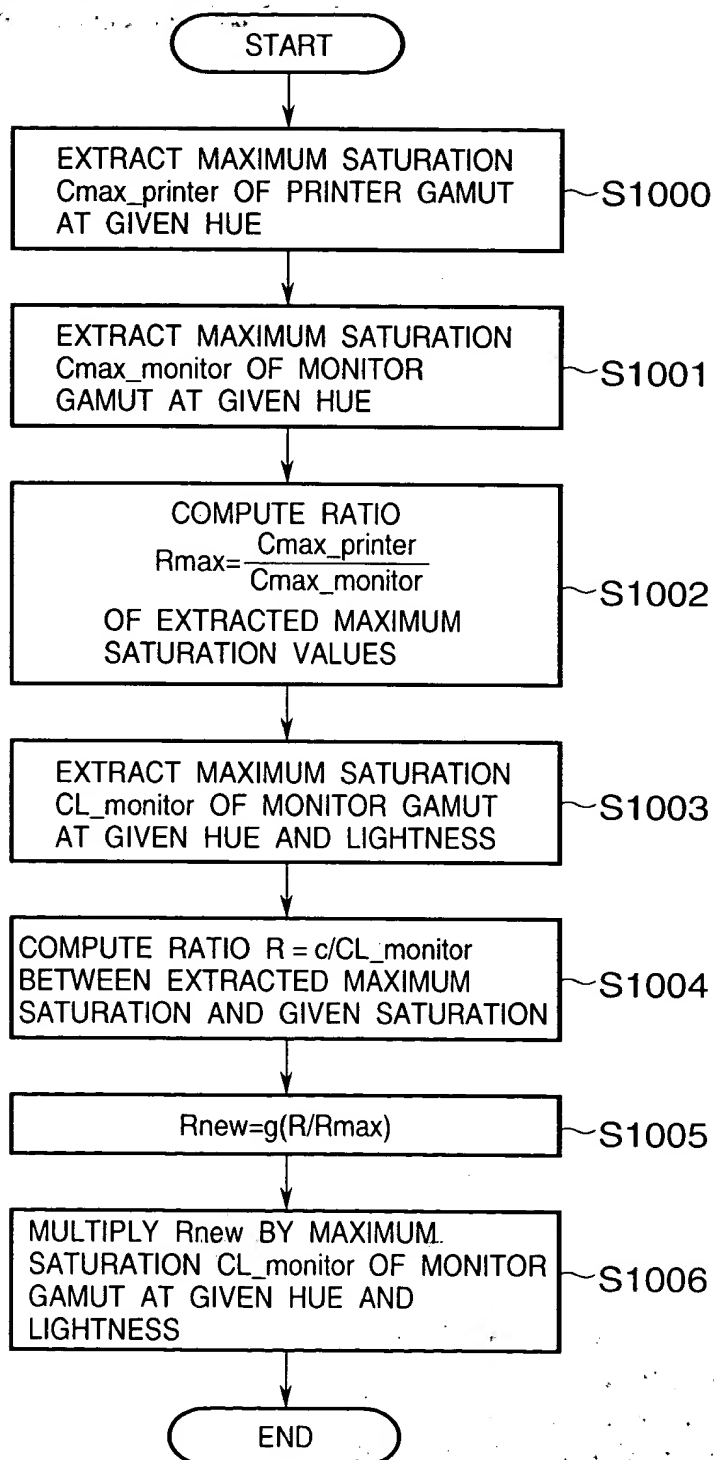 START
EXTRACT MAXIMUM SATURATION
Cmax_printer OF PRINTER GAMUT
AT GIVEN HUE
S1000
EXTRACT MAXIMUM SATURATION
Cmax_monitor OF MONITOR
GAMUT AT GIVEN HUE
S1001
COMPUTE RATIO
Rmax=Cmax_printer
Cmax_monitor
OF EXTRACTED MAXIMUM
SATURATION VALUES
S1002
EXTRACT MAXIMUM SATURATION
CL_monitor OF MONITOR GAMUT
AT GIVEN HUE AND LIGHTNESS
S1003
COMPUTE RATIO R = c/CL_monitor
BETWEEN EXTRACTED MAXIMUM
SATURATION AND GIVEN SATURATION
S1004
Rnew=g(R/Rmax)
S1005
MULTIPLY Rnew BY MAXIMUM
SATURATION CL_monitor OF MONITOR
GAMUT AT GIVEN HUE AND
LIGHTNESS
S1006
END